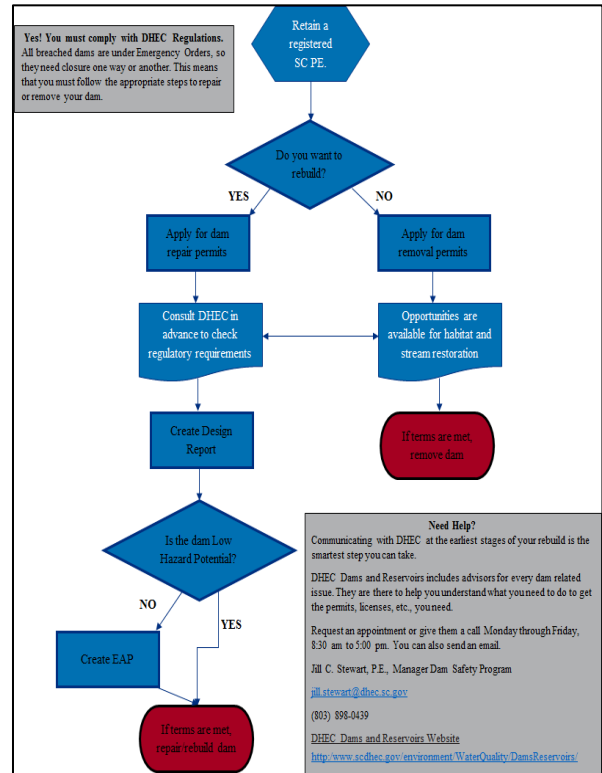 Yes! You must comply with DHEC Regulations.
All breached dams are under Emergency Orders, so
they need closure one way or another. This means
that you must follow the appropriate steps to repair
or remove your dam.
Retain a
registered
SC PE.
Do you want to
rebuild?
YES
NO
Apply for dam
repair permits
Apply for dam
removal permits
Consult DHEC in
advance to check
regulatory requirements
Opportunities are
available for habitat and
stream restoration
Create Design
Report
If terms are met,
remove dam
Is the dam Low
Hazard Potential?
NO
YES
Create EAP
If terms are met,
repair/rebuild dam
Need Help?
Communicating with DHEC at the earliest stages of your rebuild is the
smartest step you can take.
DHEC Dams and Reservoirs includes advisors for every dam related
issue. They are there to help you understand what you need to do to get
the permits, licenses, etc., you need.
Request an appointment or give them a call Monday through Friday,
8:30 am to 5:00 pm. You can also send an email.
Jill C. Stewart, P.E., Manager Dam Safety Program
jill.stewart@dhec.sc.gov
(803) 898-0439
DHEC Dams and Reservoirs Website
http://www.scdhec.gov/environment/WaterQuality/DamsReservoirs/